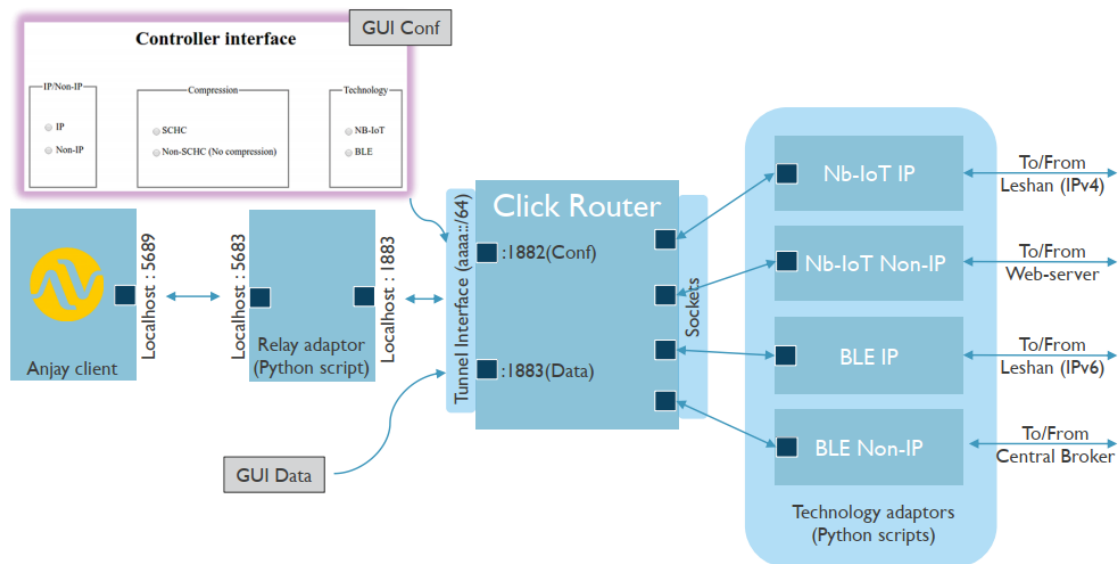 GUI Conf
Controller interface
IP/Non-IP
IP
Non-IP
Compression
SCHC
Non-SCHC (No compression)
Technology
NB-IoT
BLE
Anjay client
Localhost : 5689
Localhost : 5683
Relay adaptor
(Python script)
Localhost : 1883
GUI Data
Tunnel Interface (aaaa::/64)
Click Router
:1882(Conf)
:1883(Data)
Sockets
Nb-IoT IP
Nb-IoT Non-IP
BLE IP
BLE Non-IP
Technology adaptors
(Python scripts)
To/From
Leshan (IPv4)
To/From
Web-server
To/From
Leshan (IPv6)
To/From
Central Broker